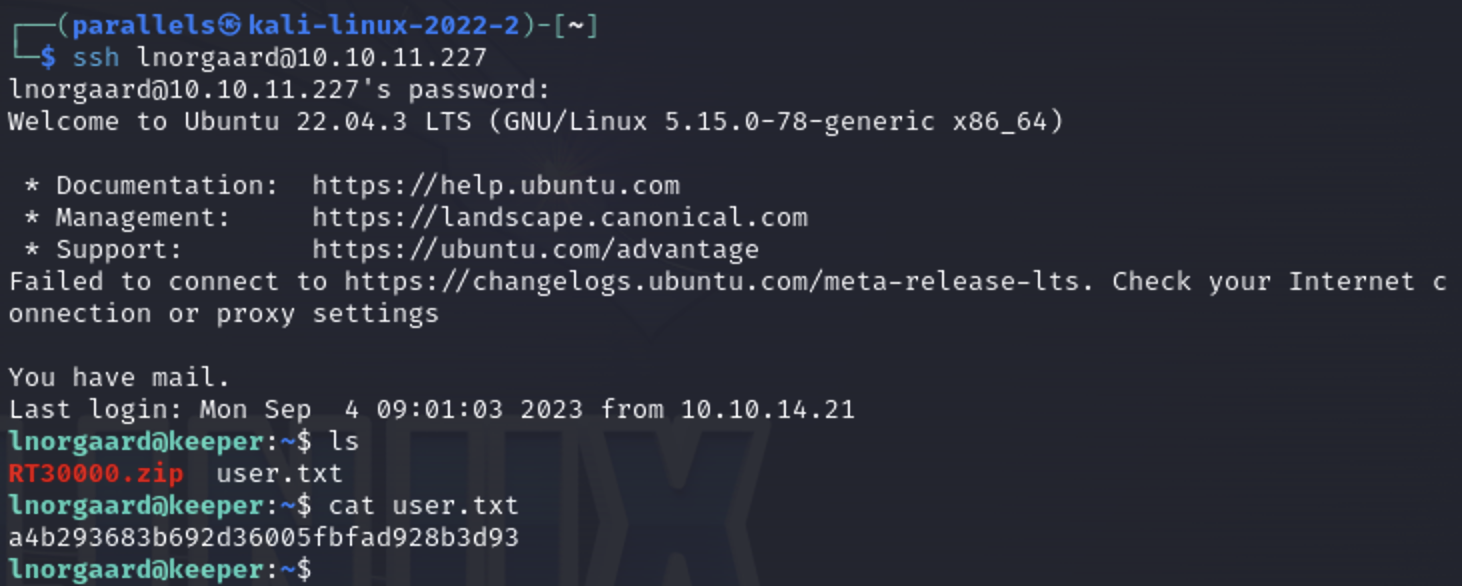 ┌──(parallels㉿kali-linux-2022-2)-[~]
└─$ ssh lnorgaard@10.10.11.227
lnorgaard@10.10.11.227's password:
Welcome to Ubuntu 22.04.3 LTS (GNU/Linux 5.15.0-78-generic x86_64)
* Documentation:  https://help.ubuntu.com
* Management:     https://landscape.canonical.com
* Support:        https://ubuntu.com/advantage
Failed to connect to https://changelogs.ubuntu.com/meta-release-lts. Check your Internet c
onnection or proxy settings
You have mail.
Last login: Mon Sep  4 09:01:03 2023 from 10.10.14.21
lnorgaard@keeper:~$ ls
RT30000.zip  user.txt
lnorgaard@keeper:~$ cat user.txt
a4b293683b692d36005fbfad928b3d93
lnorgaard@keeper:~$